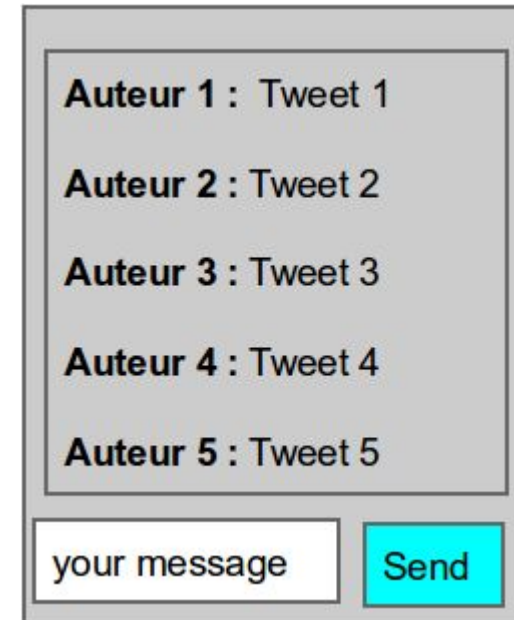 Auteur 1 : Tweet 1
Auteur 2 : Tweet 2
Auteur 3 : Tweet 3
Auteur 4 : Tweet 4
Auteur 5 : Tweet 5
your message
Send